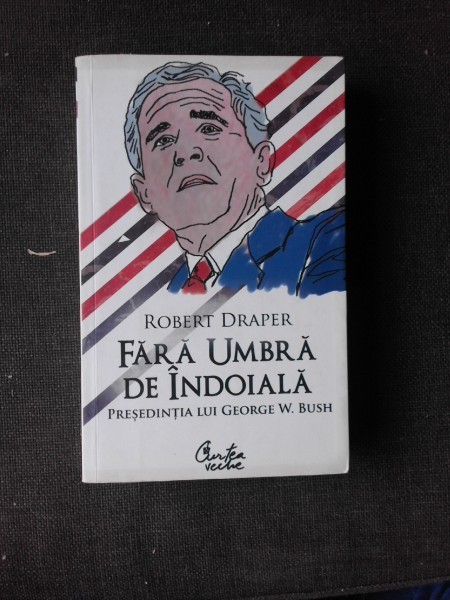 ROBERT DRAPER
FĂRĂ UMBRĂ
DE ÎNDOIALĂ
PREȘEDINȚIA LUI GEORGE W. BUSH
Curtea
veche